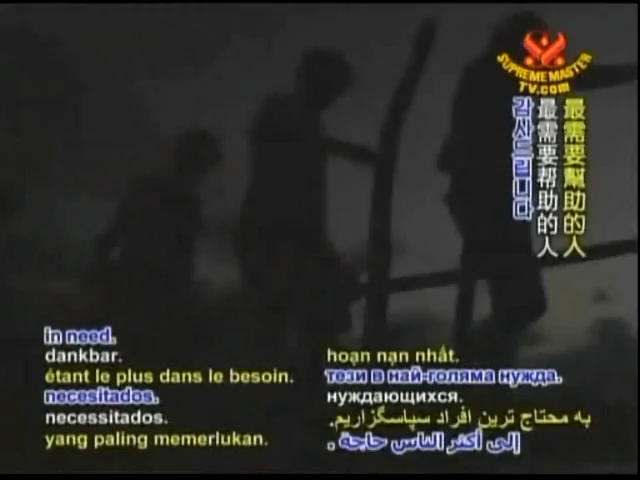 SUPREME MASTER
TV.com
最需要幫助的人
最需要帮助的人
감사드립니다
in need.
dankbar.
étant le plus dans le besoin.
necesitados.
necessitados.
yang paling memerlukan.
hoạn nạn nhất.
тези в най-голяма нужда.
нуждающихся.
به محتاج ترین افراد سپاسگزاریم.
إلى أكثر الناس حاجة .